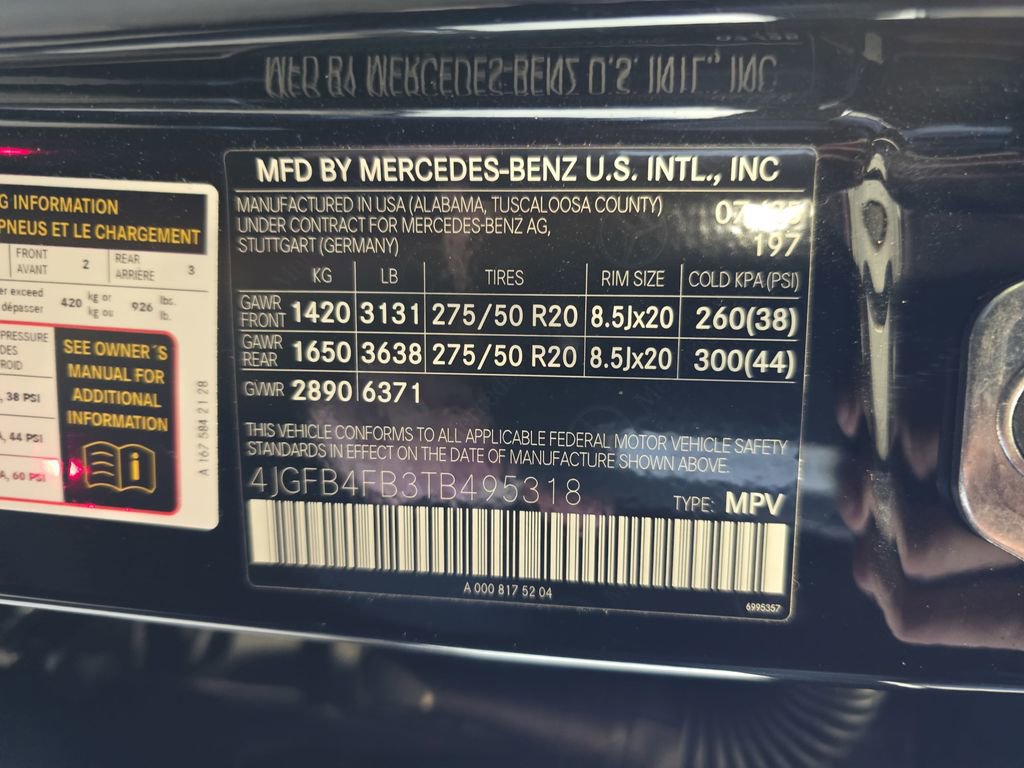 MFD BY MERCEDES-BENZ U.S. INTL., INC
MANUFACTURED IN USA (ALABAMA, TUSCALOOSA COUNTY)
UNDER CONTRACT FOR MERCEDES-BENZ AG,
STUTTGART (GERMANY)
197
KG LB TIRES RIM SIZE COLD KPA (PSI)
GAWR FRONT 1420 3131 275/50 R20 8.5Jx20 260(38)
GAWR REAR 1650 3638 275/50 R20 8.5Jx20 300(44)
GVWR 2890 6371
THIS VEHICLE CONFORMS TO ALL APPLICABLE FEDERAL MOTOR VEHICLE SAFETY
STANDARDS IN EFFECT ON THE DATE OF MANUFACTURE SHOWN ABOVE.
4JGFB4FB3TB495318
TYPE: MPV
A 000 817 52 04
6995357
G INFORMATION
PNEUS ET LE CHARGEMENT
FRONT AVANT 2 REAR ARRIÈRE 3
er exceed
dépasser 420 kg or kg ou 926 lbs. lb.
PRESSURE
DES
ROID
, 38 PSI
A, 44 PSI
A, 60 PSI
SEE OWNER'S
MANUAL FOR
ADDITIONAL
INFORMATION
A 167 584 21 28